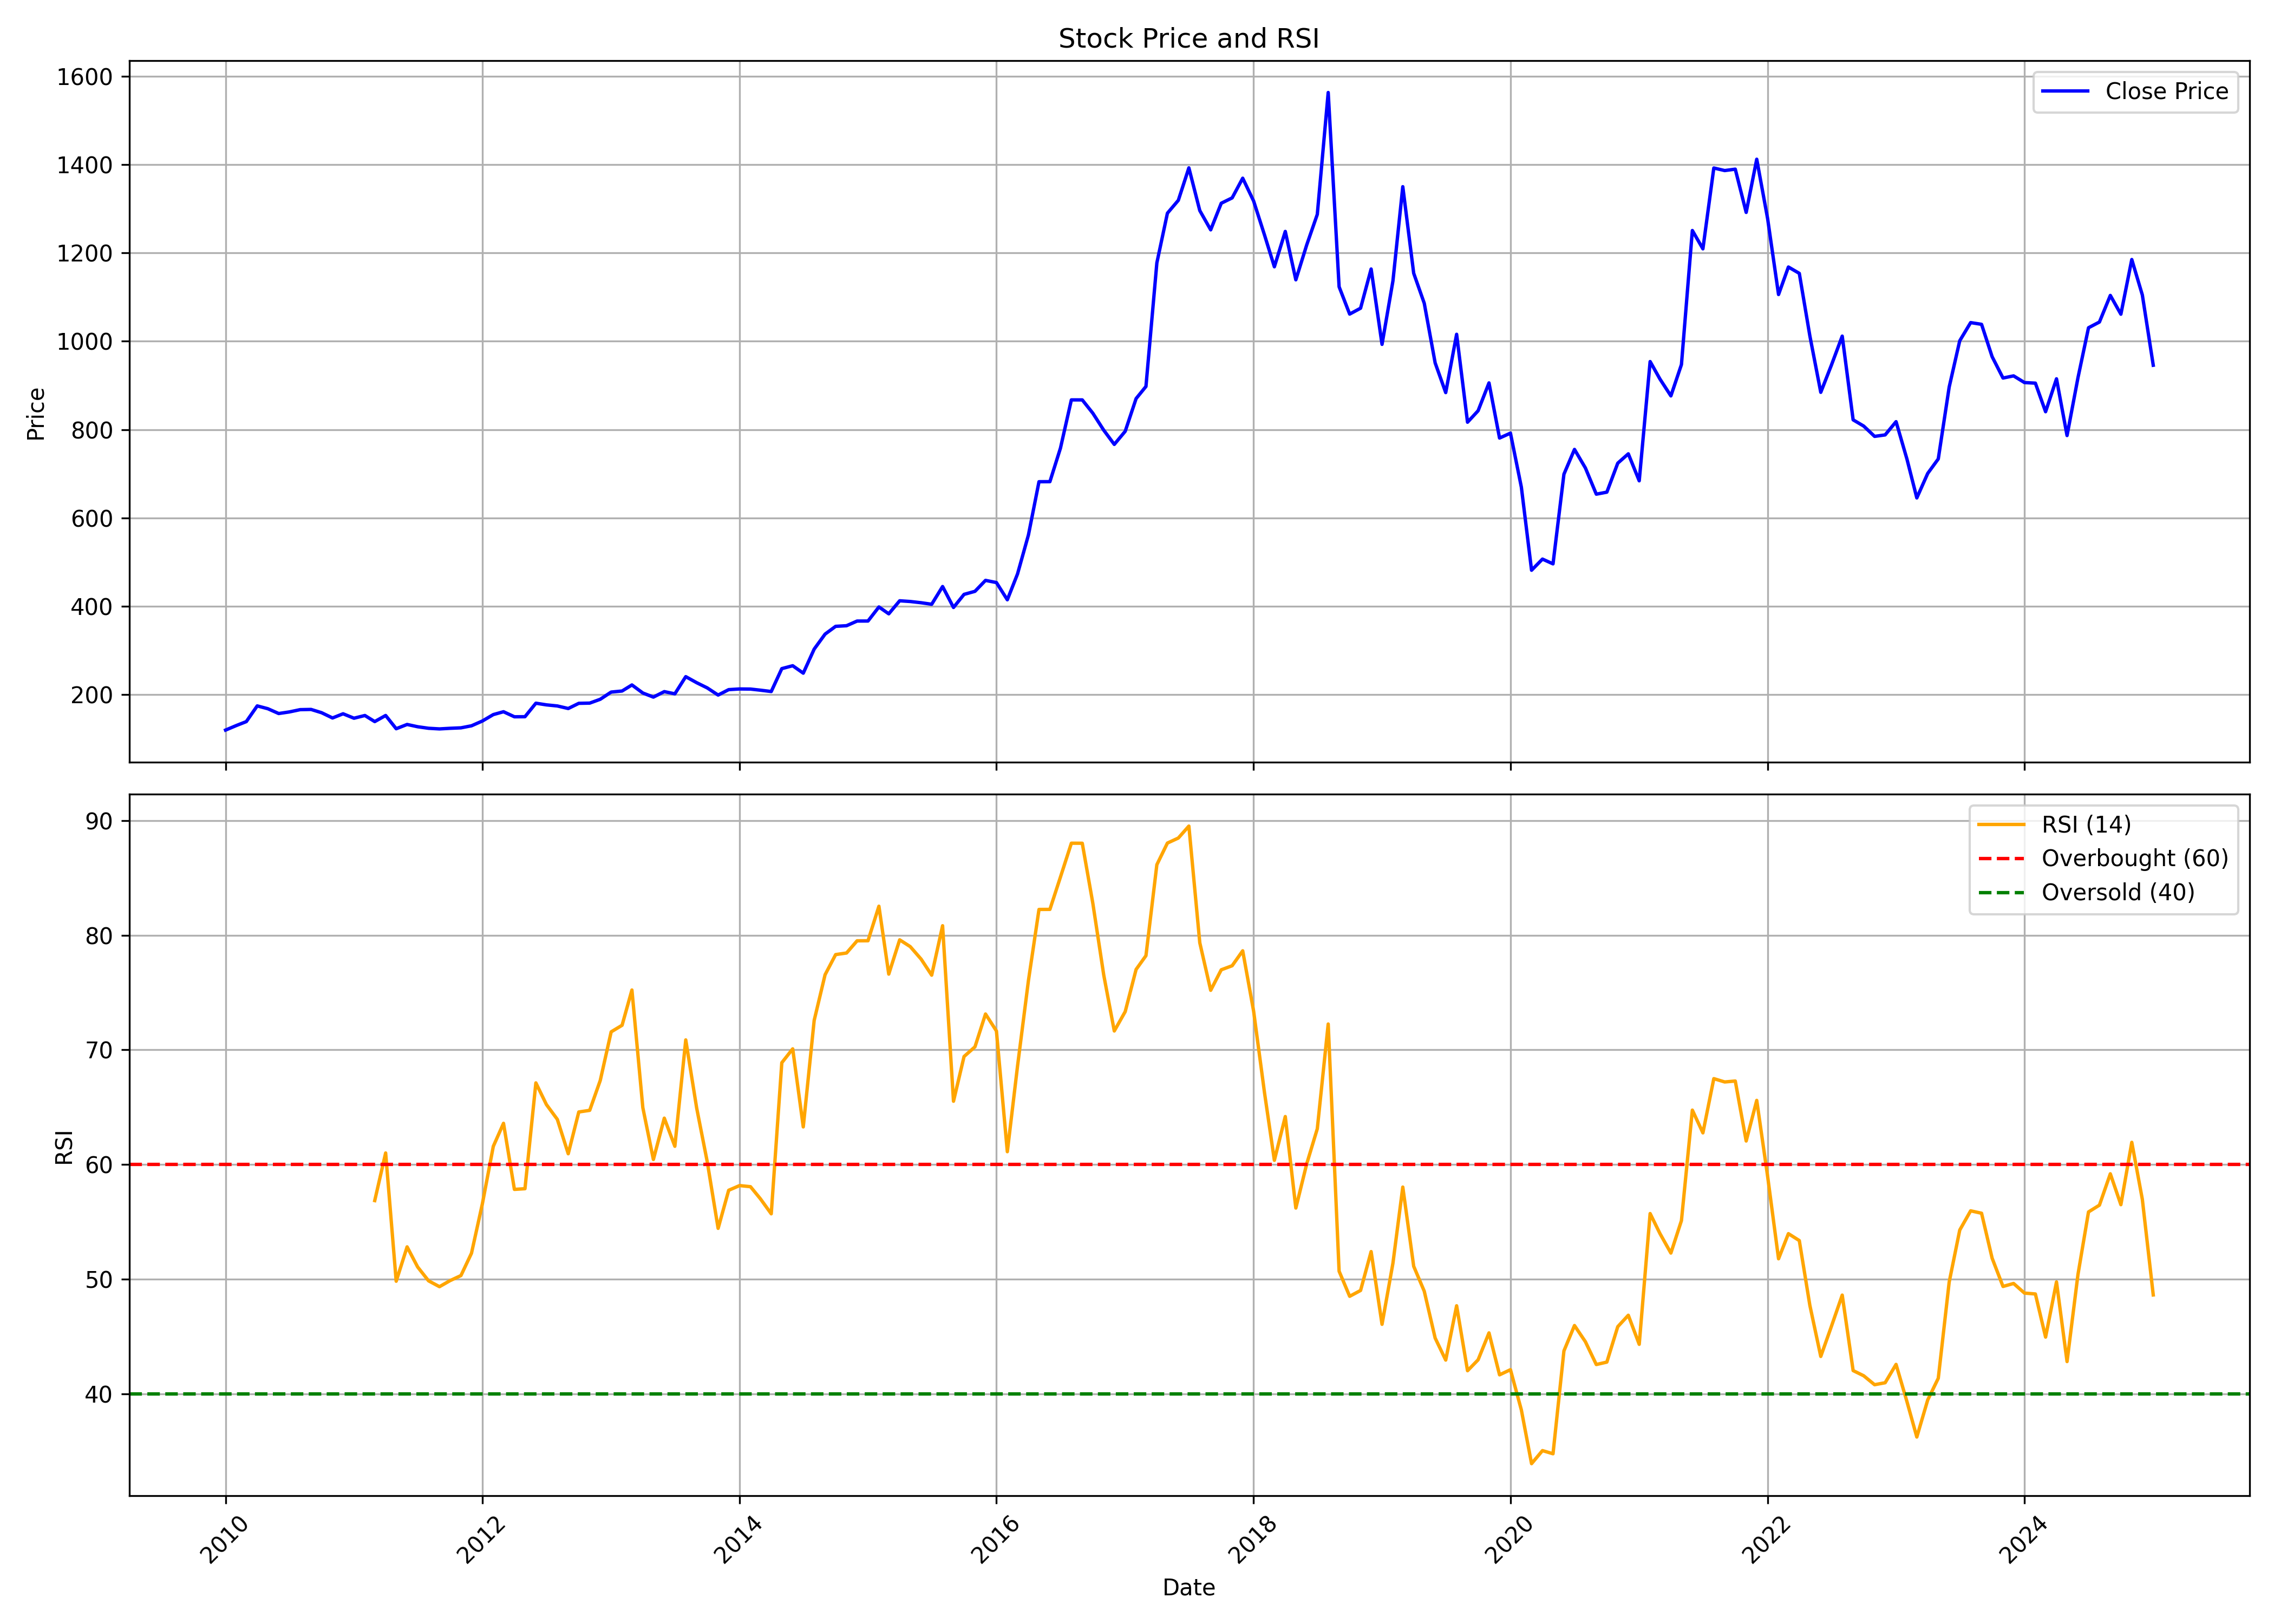 Stock Price and RSI
1600
1400
1200
1000
800
600
400
200
Price
Close Price
90
80
70
60
50
40
RSI
RSI (14)
Overbought (60)
Oversold (40)
2010
2012
2014
2016
2018
2020
2022
2024
Date